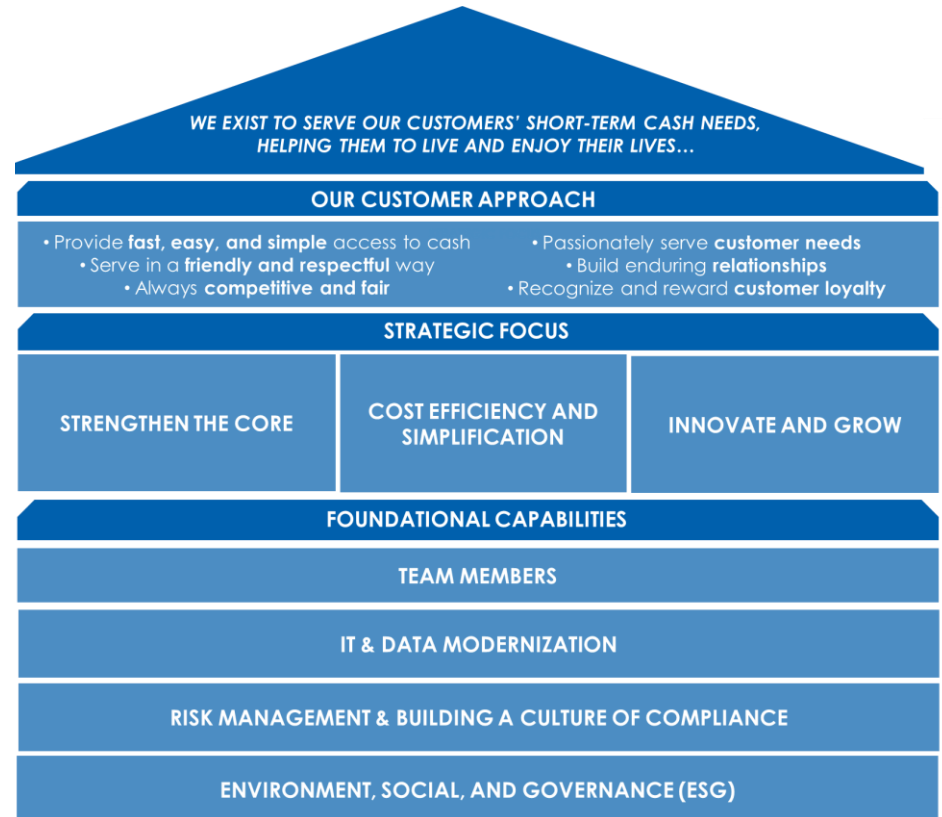 WE EXIST TO SERVE OUR CUSTOMERS’ SHORT-TERM CASH NEEDS,
HELPING THEM TO LIVE AND ENJOY THEIR LIVES…
OUR CUSTOMER APPROACH
• Provide fast, easy, and simple access to cash
• Serve in a friendly and respectful way
• Always competitive and fair
• Passionately serve customer needs
• Build enduring relationships
• Recognize and reward customer loyalty
STRATEGIC FOCUS
STRENGTHEN THE CORE
COST EFFICIENCY AND
SIMPLIFICATION
INNOVATE AND GROW
FOUNDATIONAL CAPABILITIES
TEAM MEMBERS
IT & DATA MODERNIZATION
RISK MANAGEMENT & BUILDING A CULTURE OF COMPLIANCE
ENVIRONMENT, SOCIAL, AND GOVERNANCE (ESG)